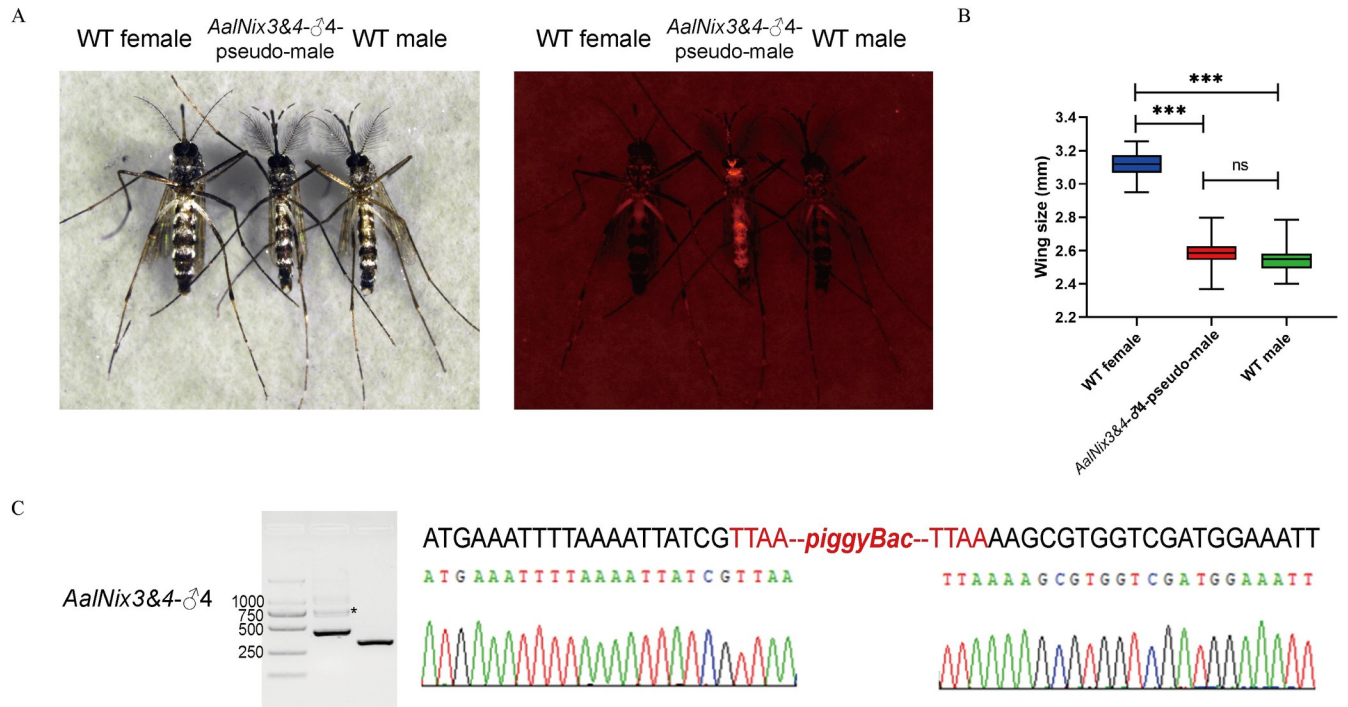 A
WT female AalNix3&4-♂4-pseudo-male WT male
WT female AalNix3&4-♂4-pseudo-male WT male
B
***
***
ns
3.4
3.2
3.0
2.8
2.6
2.4
2.2
Wing size (mm)
WT female
AalNix3&4-♂4-pseudo-male
WT male
C
AalNix3&4-♂4
1000
750
500
250
*
ATGAAATTTTAAAATTATCGTTAA--piggyBac--TTAAAAGCGTGGTCGATGGAAATT
ATGAAATTTTAAAATTATCGTTAA
TTAAAAGCGTGGTCGATGGAAATT